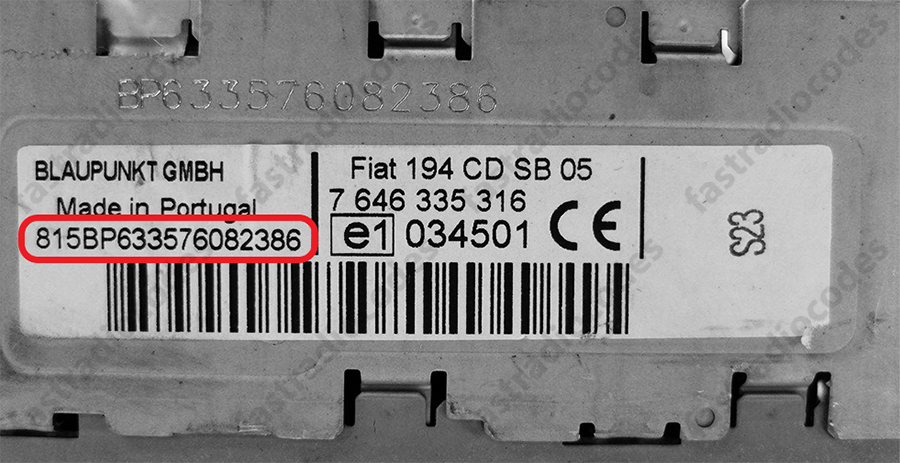 BP633576082386
BLAUPUNKT GMBH
Made in Portugal
815BP633576082386
Fiat 194 CD SB 05
7 646 335 316
e1 034501 CE
S23
fastradiocodes